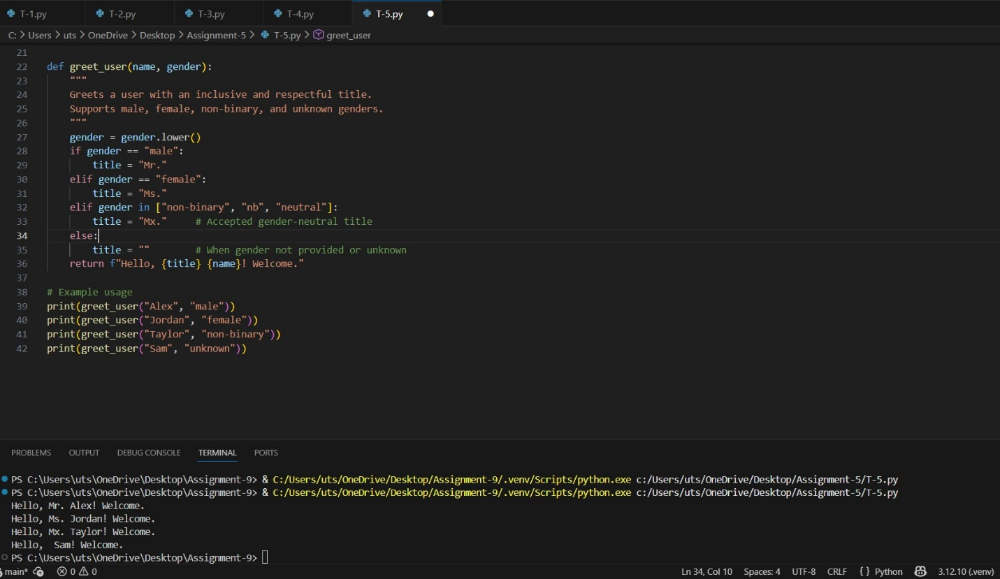 T-1.py T-2.py T-3.py T-4.py T-5.py
C: > Users > uts > OneDrive > Desktop > Assignment-5 > T-5.py > greet_user
21
22 def greet_user(name, gender):
23 """
24 Greets a user with an inclusive and respectful title.
25 Supports male, female, non-binary, and unknown genders.
26 """
27 gender = gender.lower()
28 if gender == "male":
29 title = "Mr."
30 elif gender == "female":
31 title = "Ms."
32 elif gender in ["non-binary", "nb", "neutral"]:
33 title = "Mx." # Accepted gender-neutral title
34 else:
35 title = "" # When gender not provided or unknown
36 return f"Hello, {title} {name}! Welcome."
37
38 # Example usage
39 print(greet_user("Alex", "male"))
40 print(greet_user("Jordan", "female"))
41 print(greet_user("Taylor", "non-binary"))
42 print(greet_user("Sam", "unknown"))
PROBLEMS OUTPUT DEBUG CONSOLE TERMINAL PORTS
PS C:\Users\uts\OneDrive\Desktop\Assignment-9> & C:/Users/uts/OneDrive/Desktop/Assignment-9/.venv/Scripts/python.exe c:/Users/uts/OneDrive/Desktop/Assignment-5/T-5.py
PS C:\Users\uts\OneDrive\Desktop\Assignment-9> & C:/Users/uts/OneDrive/Desktop/Assignment-9/.venv/Scripts/python.exe c:/Users/uts/OneDrive/Desktop/Assignment-5/T-5.py
Hello, Mr. Alex! Welcome.
Hello, Ms. Jordan! Welcome.
Hello, Mx. Taylor! Welcome.
Hello,  Sam! Welcome.
PS C:\Users\uts\OneDrive\Desktop\Assignment-9>
main* 0 0 Ln 34, Col 10 Spaces: 4 UTF-8 CRLF {} Python 3.12.10 (.venv)